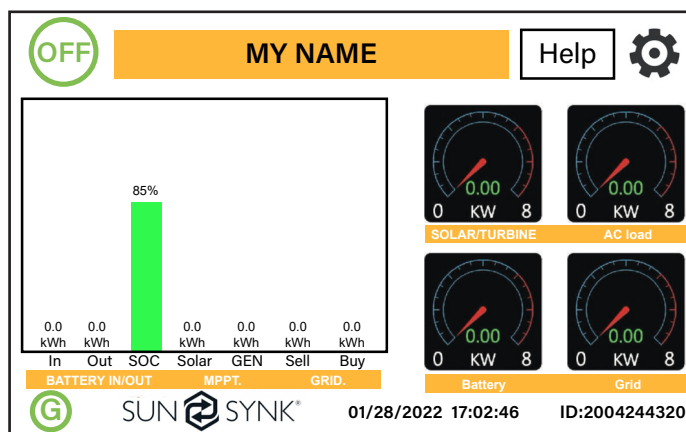 OFF
MY NAME
Help
85%
0.0 0.0 0.0 0.0 0.0 0.0
kWh kWh kWh kWh kWh kWh
In Out SOC Solar GEN Sell Buy
BATTERY IN/OUT MPPT. GRID.
0.00
0 KW 8
SOLAR/TURBINE
0.00
0 KW 8
AC load
0.00
0 KW 8
Battery
0.00
0 KW 8
Grid
G
SUN SYNK®
01/28/2022 17:02:46
ID:2004244320